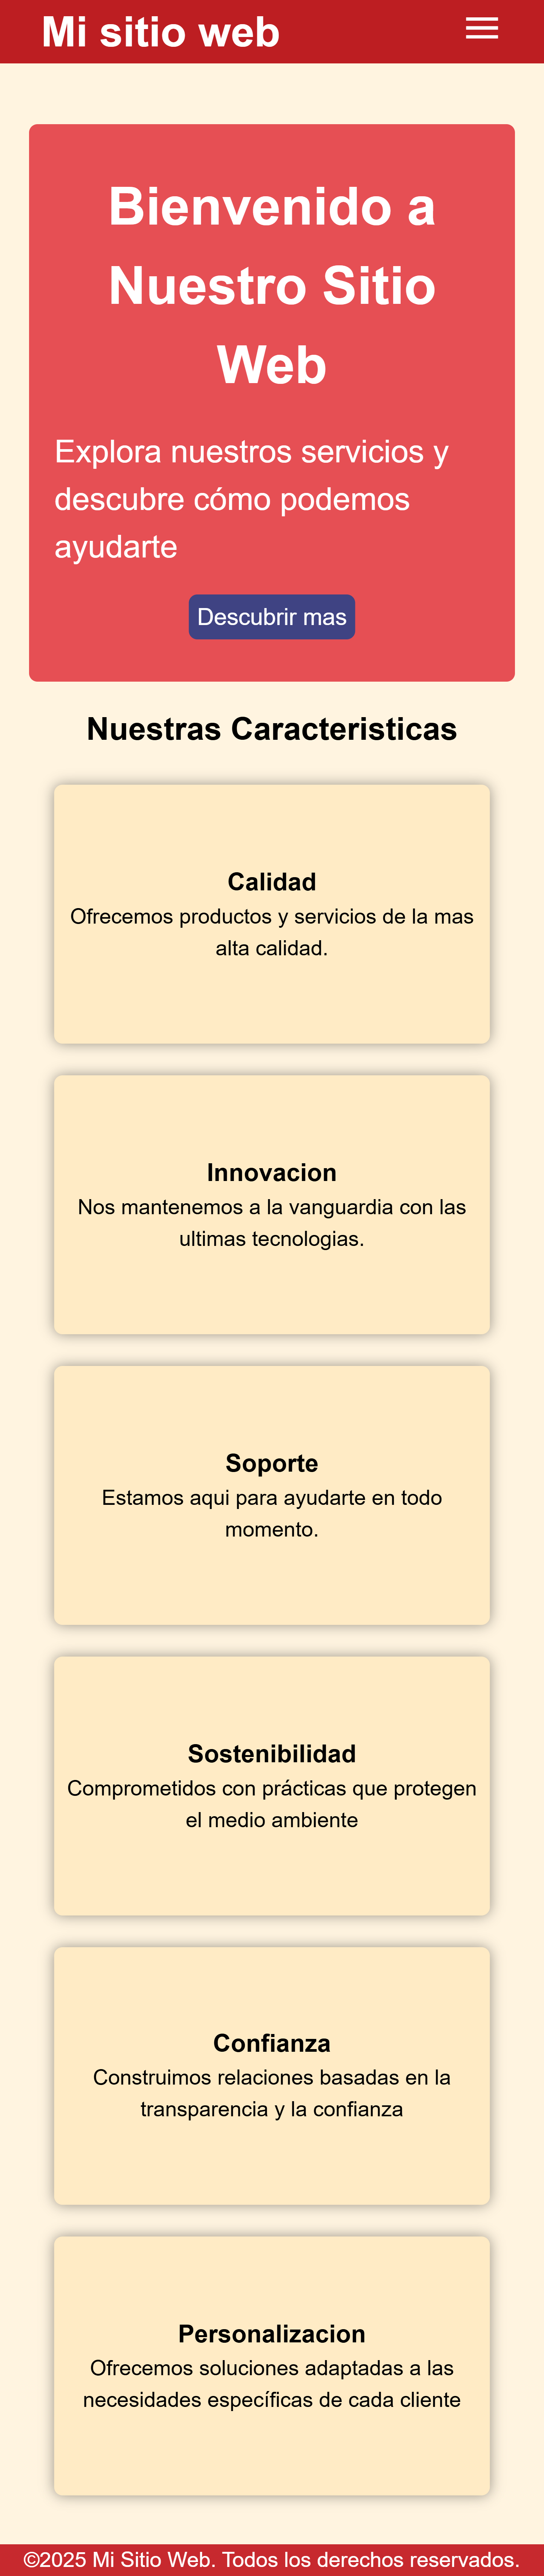 Mi sitio web
Bienvenido a
Nuestro Sitio
Web
Explora nuestros servicios y
descubre cómo podemos
ayudarte
Descubrir mas
Nuestras Caracteristicas
Calidad
Ofrecemos productos y servicios de la mas
alta calidad.
Innovacion
Nos mantenemos a la vanguardia con las
ultimas tecnologias.
Soporte
Estamos aqui para ayudarte en todo
momento.
Sostenibilidad
Comprometidos con prácticas que protegen
el medio ambiente
Confianza
Construimos relaciones basadas en la
transparencia y la confianza
Personalizacion
Ofrecemos soluciones adaptadas a las
necesidades específicas de cada cliente
©2025 Mi Sitio Web. Todos los derechos reservados.